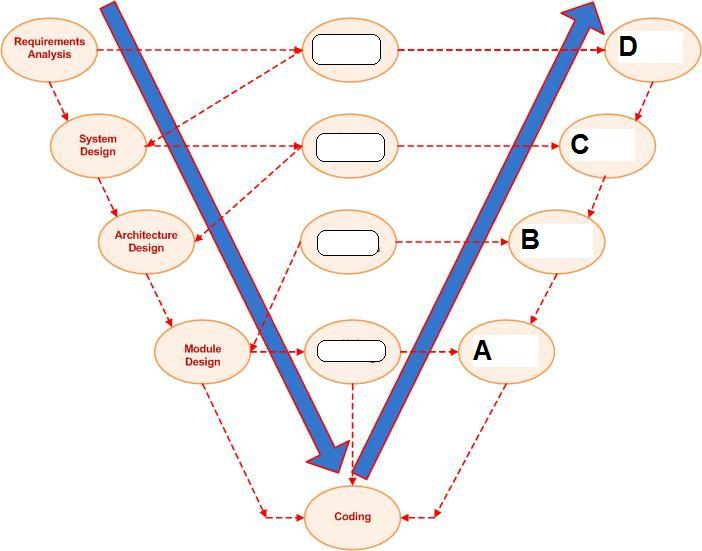 Requirements
Analysis
D
System
Design
C
Architecture
Design
B
Module
Design
A
Coding